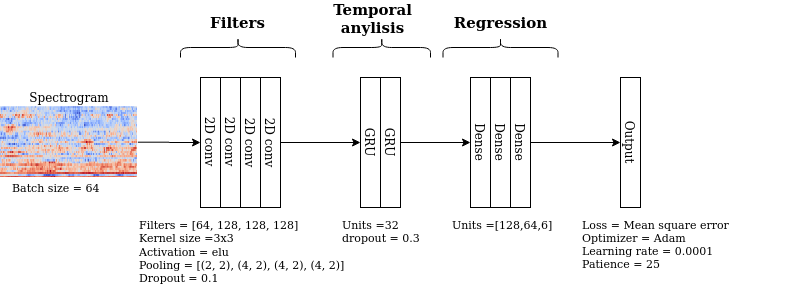 Filters
Temporal
anylisis
Regression
Spectrogram
Batch size = 64
2D conv
2D conv
2D conv
2D conv
GRU
GRU
Dense
Dense
Dense
Output
Filters = [64, 128, 128, 128]
Kernel size =3x3
Activation = elu
Pooling = [(2, 2), (4, 2), (4, 2), (4, 2)]
Dropout = 0.1
Units =32
dropout = 0.3
Units =[128,64,6]
Loss = Mean square error
Optimizer = Adam
Learning rate = 0.0001
Patience = 25